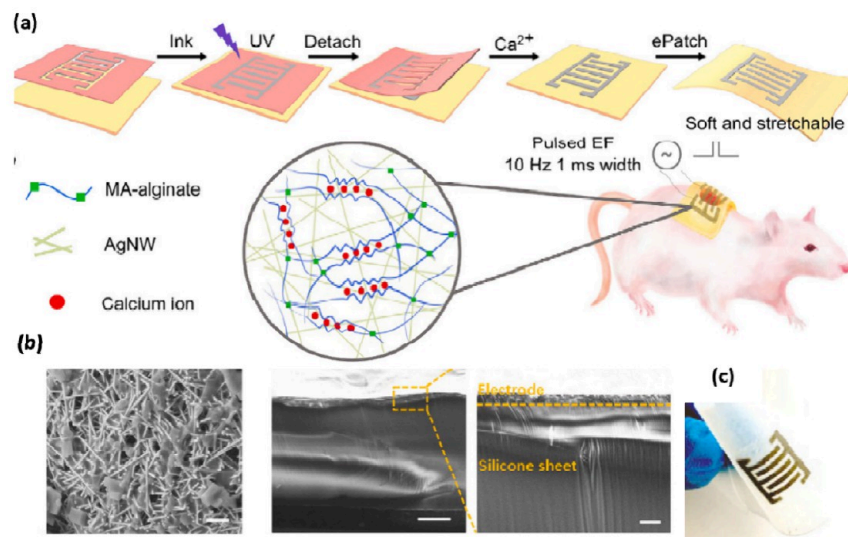 (a)
Ink
UV
Detach
Ca²⁺
ePatch
Soft and stretchable
Pulsed EF
10 Hz 1 ms width
~
MA-alginate
AgNW
Calcium ion
(b)
Electrode
Silicone sheet
(c)